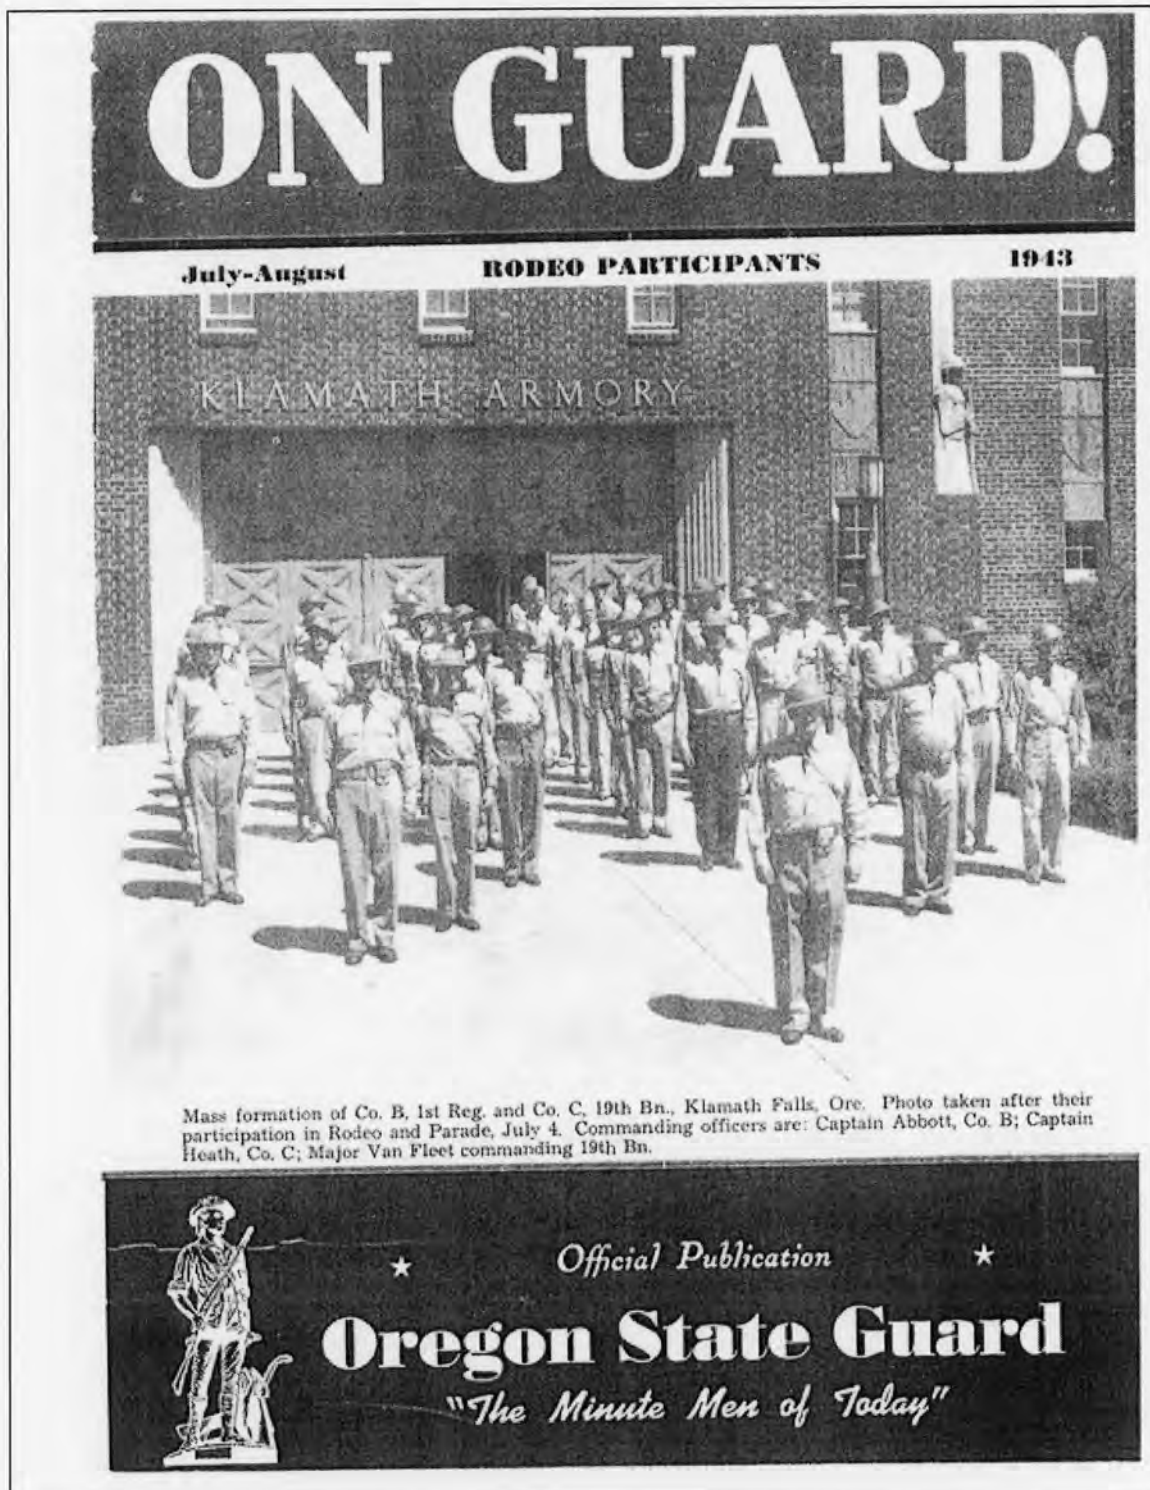 ON GUARD!
July-August RODEO PARTICIPANTS 1943
KLAMATH ARMORY
Mass formation of Co. B, 1st Reg. and Co. C, 19th Bn., Klamath Falls, Ore. Photo taken after their
participation in Rodeo and Parade, July 4. Commanding officers are: Captain Abbott, Co. B; Captain
Heath, Co. C; Major Van Fleet commanding 19th Bn.
Official Publication
Oregon State Guard
"The Minute Men of Today"